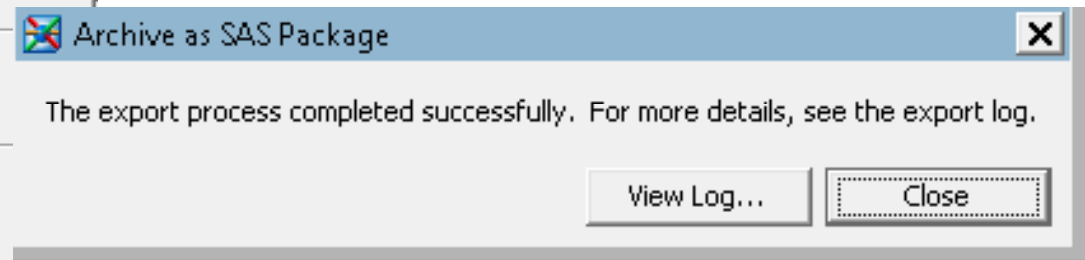 Archive as SAS Package
The export process completed successfully. For more details, see the export log.
View Log...
Close